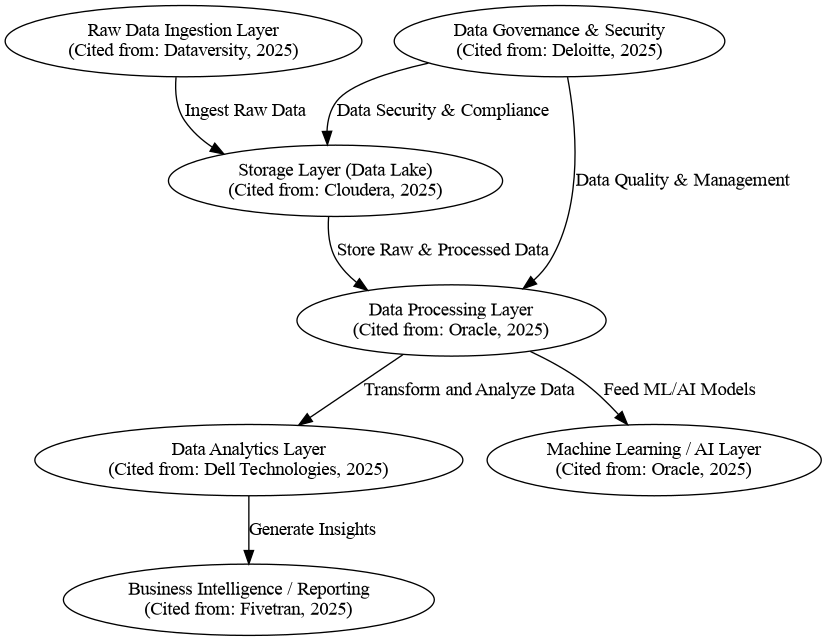 Raw Data Ingestion Layer
(Cited from: Dataversity, 2025)
Data Governance & Security
(Cited from: Deloitte, 2025)
Ingest Raw Data
Data Security & Compliance
Storage Layer (Data Lake)
(Cited from: Cloudera, 2025)
Data Quality & Management
Store Raw & Processed Data
Data Processing Layer
(Cited from: Oracle, 2025)
Transform and Analyze Data
Feed ML/AI Models
Data Analytics Layer
(Cited from: Dell Technologies, 2025)
Machine Learning / AI Layer
(Cited from: Oracle, 2025)
Generate Insights
Business Intelligence / Reporting
(Cited from: Fivetran, 2025)